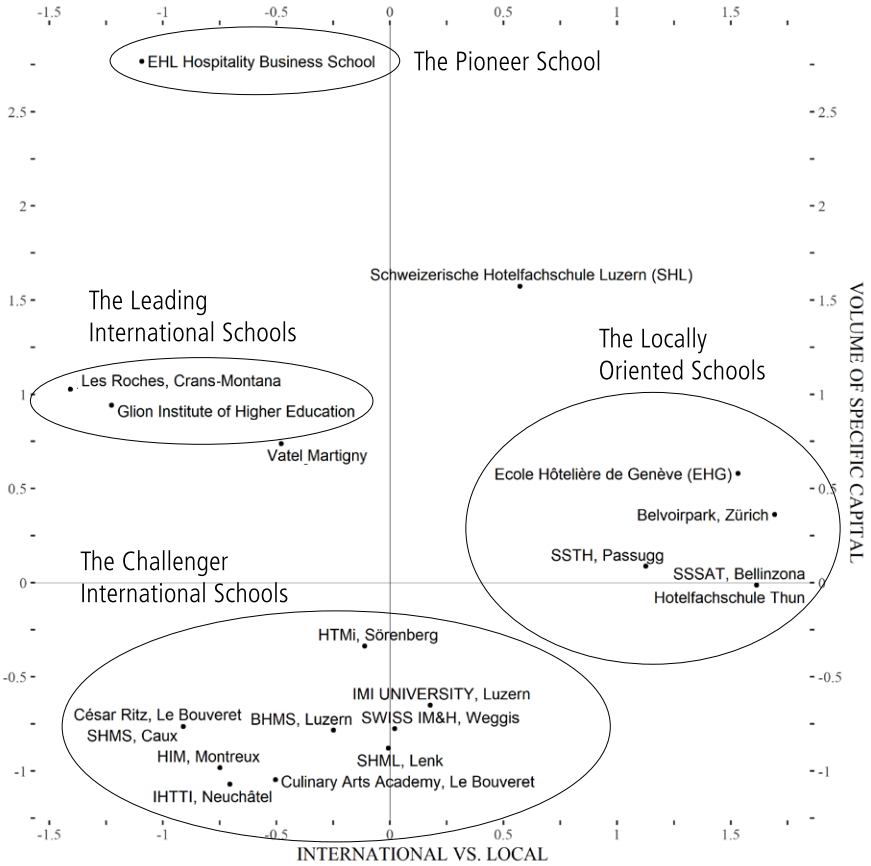 -1.5 -1 -0.5 0 0.5 1 1.5
EHL Hospitality Business School
The Pioneer School
2.5 2.5
2 2
Schweizerische Hotelfachschule Luzern (SHL)
1.5 1.5
The Leading
International Schools
The Locally
Oriented Schools
VOLUME OF SPECIFIC CAPITAL
Les Roches, Crans-Montana
1 1
Glion Institute of Higher Education
Vatel Martigny
Ecole Hôtelière de Genève (EHG)
0.5 0.5
Belvoirpark, Zürich
The Challenger
International Schools
SSTH, Passugg
SSSAT, Bellinzona
0 0
Hotelfachschule Thun
HTMi, Sörenberg
-0.5 -0.5
IMI UNIVERSITY, Luzern
César Ritz, Le Bouveret
BHMS, Luzern
SWISS IM&H, Weggis
SHMS, Caux
HIM, Montreux
SHML, Lenk
-1 -1
Culinary Arts Academy, Le Bouveret
IHTTI, Neuchâtel
-1.5 -1 -0.5 0 0.5 1 1.5
INTERNATIONAL VS. LOCAL